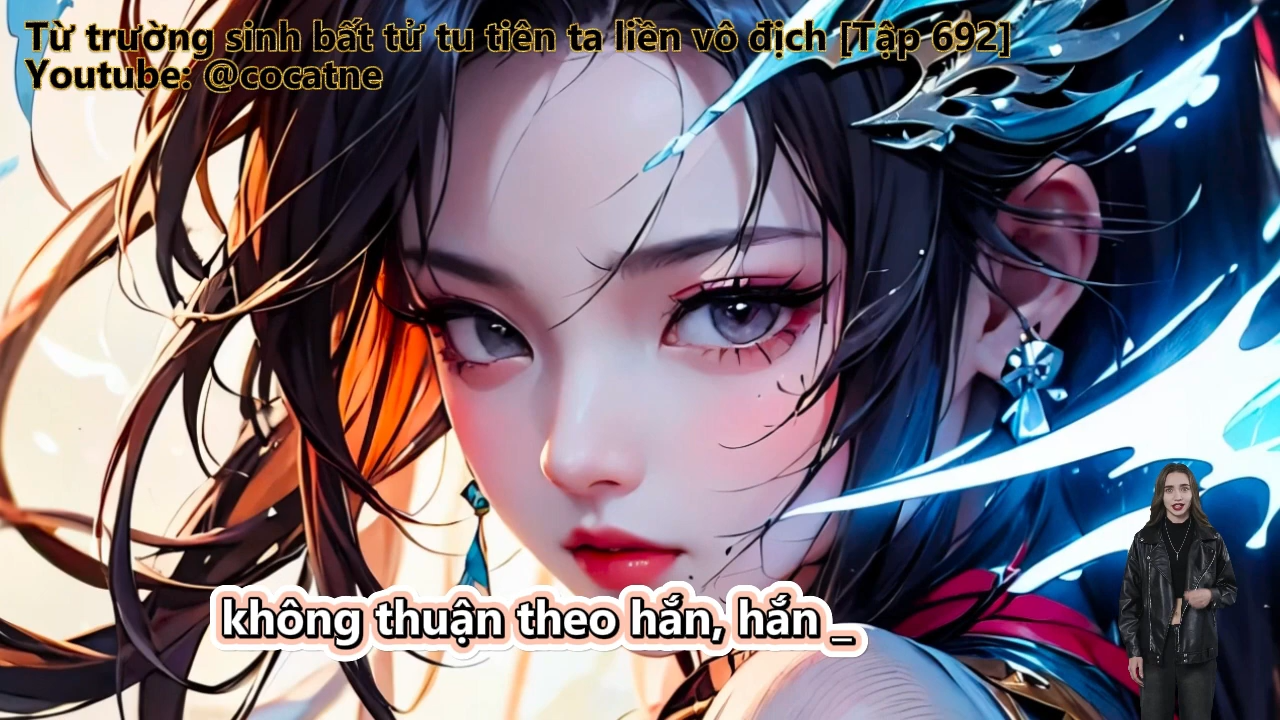 Từ trường sinh bất tử tu tiên ta liền vô địch [Tập 692]
Youtube: @cocatne
không thuận theo hắn, hắn _